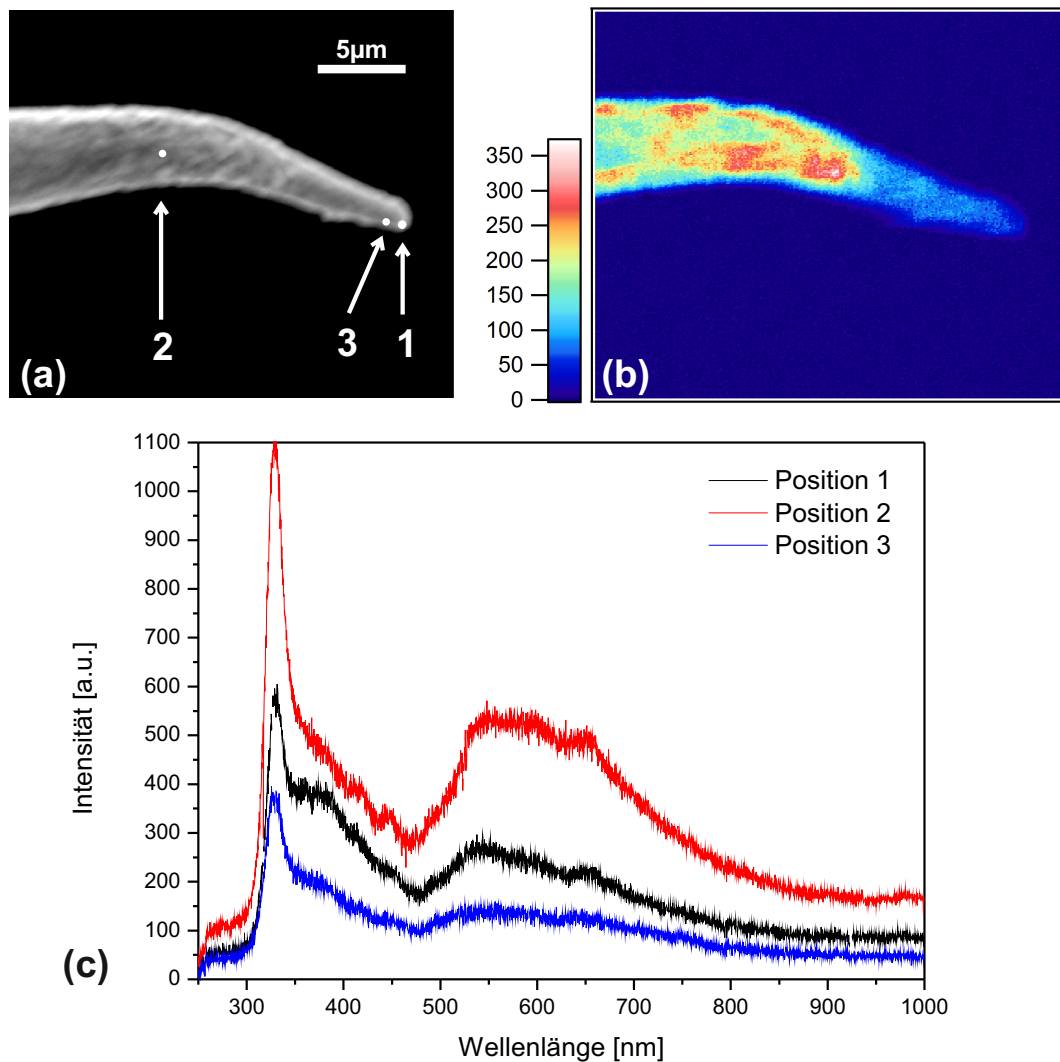 5µm
2
3
1
(a)
350
300
250
200
150
100
50
0
(b)
1100
1000
900
800
700
600
500
400
300
200
100
0
Intensität [a.u.]
Position 1
Position 2
Position 3
(c)
300 400 500 600 700 800 900 1000
Wellenlänge [nm]